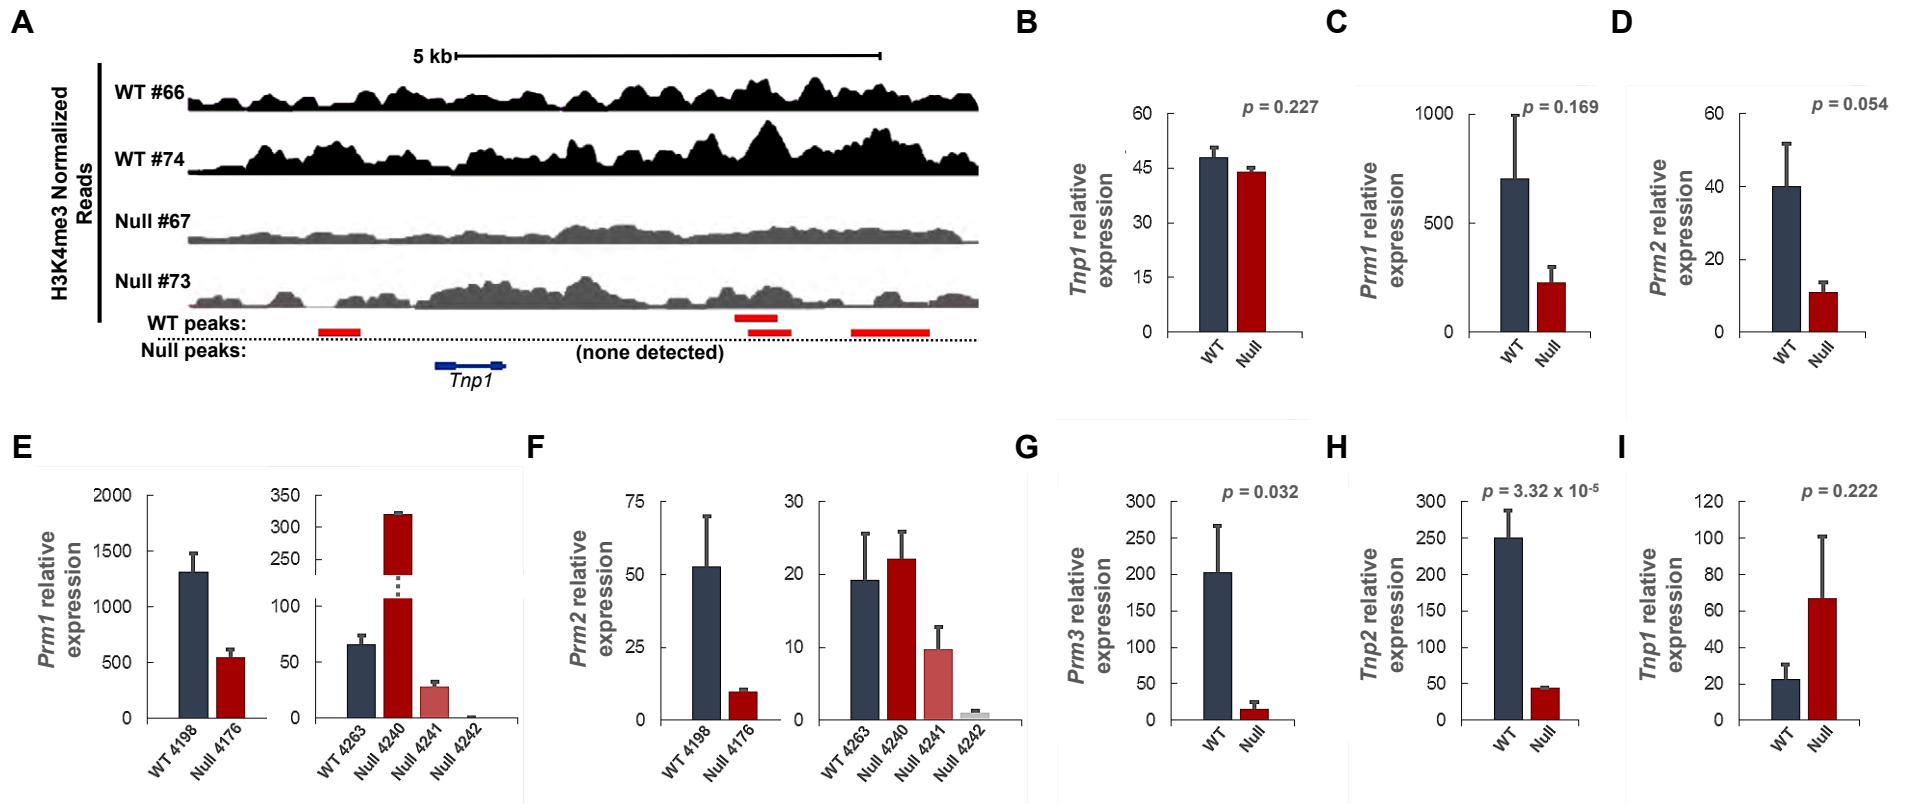 A
5 kb
H3K4me3 Normalized
Reads
WT #66
WT #74
Null #67
Null #73
WT peaks:
Null peaks:
(none detected)
Tnp1
B
p = 0.227
Tnp1 relative
expression
60
45
30
15
0
WT
Null
C
p = 0.169
Prm1 relative
expression
1000
500
0
WT
Null
D
p = 0.054
Prm2 relative
expression
60
40
20
0
WT
Null
E
Prm1 relative
expression
2000
1500
1000
500
0
WT 4198
Null 4176
350
300
250
100
50
0
WT 4263
Null 4240
Null 4241
Null 4242
F
Prm2 relative
expression
75
50
25
0
WT 4198
Null 4176
30
20
10
0
WT 4263
Null 4240
Null 4241
Null 4242
G
p = 0.032
Prm3 relative
expression
300
250
200
150
100
50
0
WT
Null
H
p = 3.32 x 10-5
Tnp2 relative
expression
300
250
200
150
100
50
0
WT
Null
I
p = 0.222
Tnp1 relative
expression
120
100
80
60
40
20
0
WT
Null